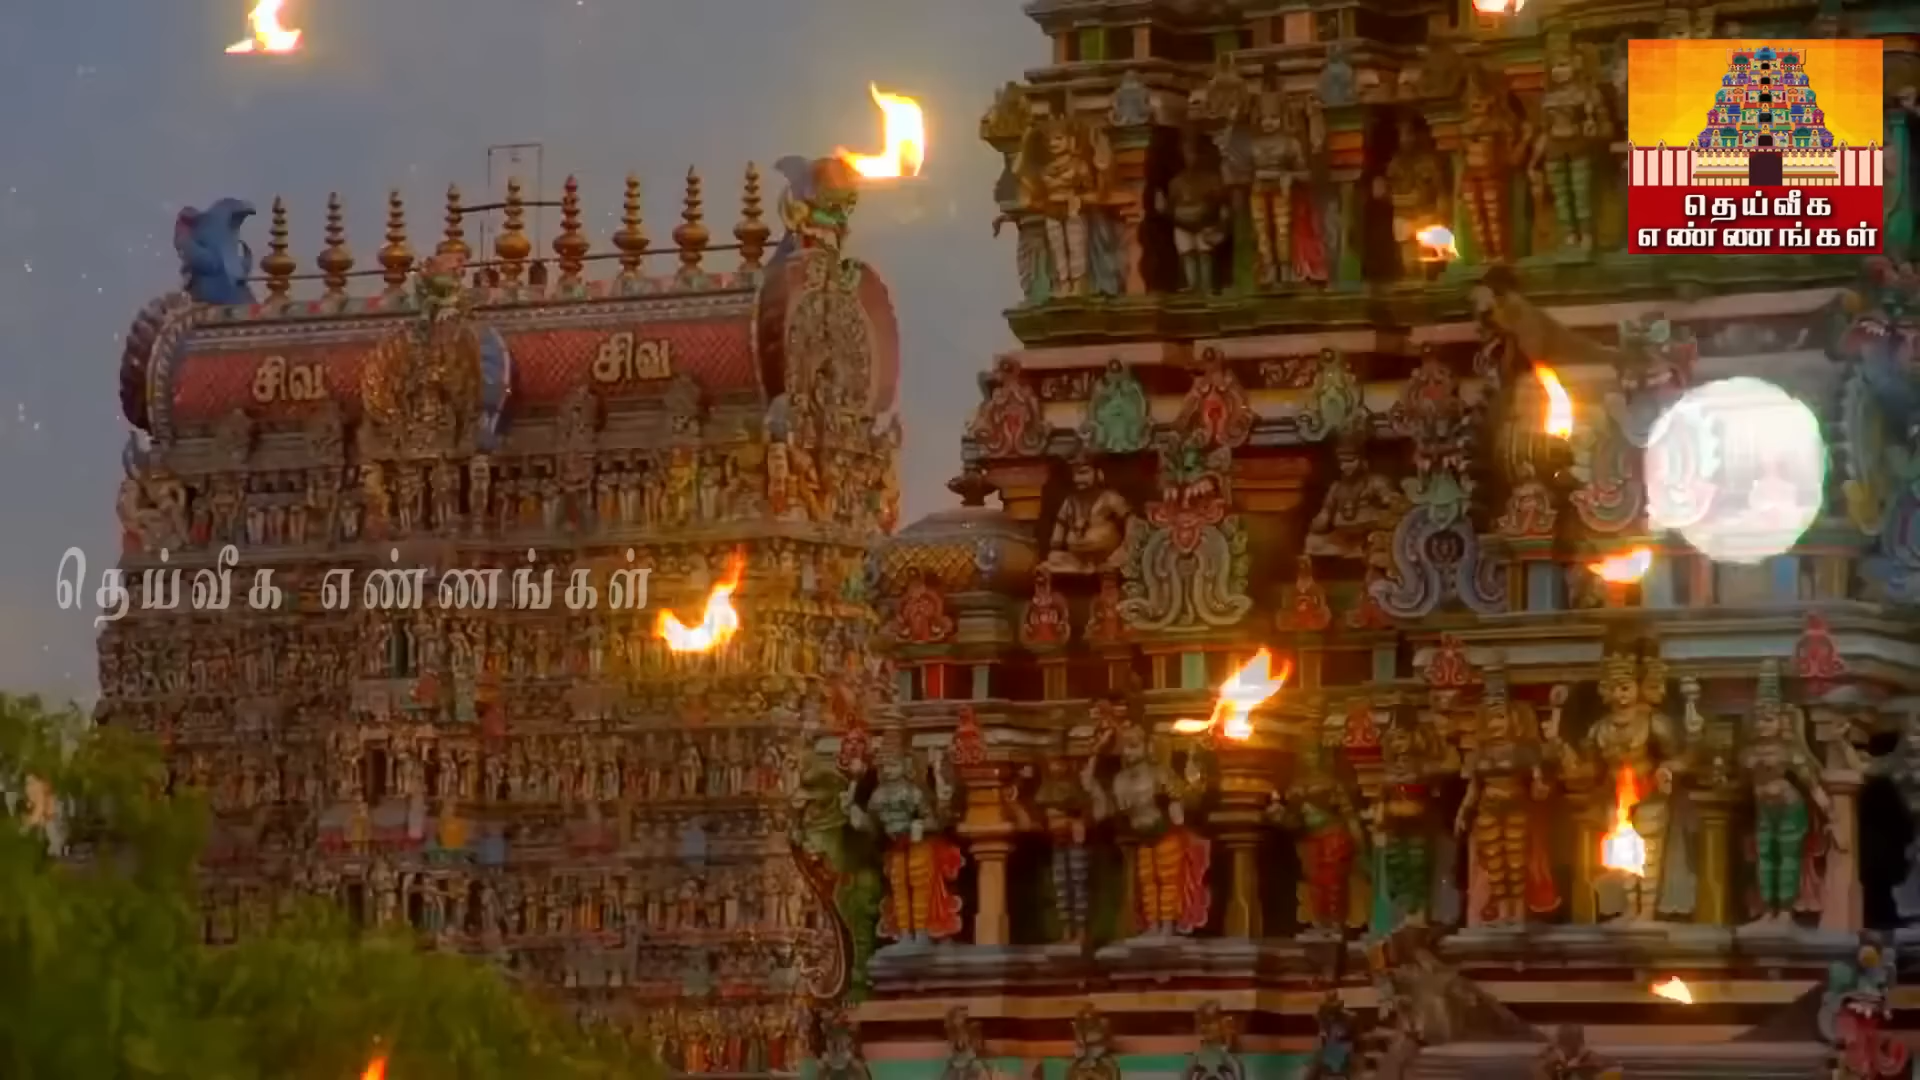 தெய்வீக
எண்ணங்கள்
சிவ
சிவ
தெய்வீக எண்ணங்கள்